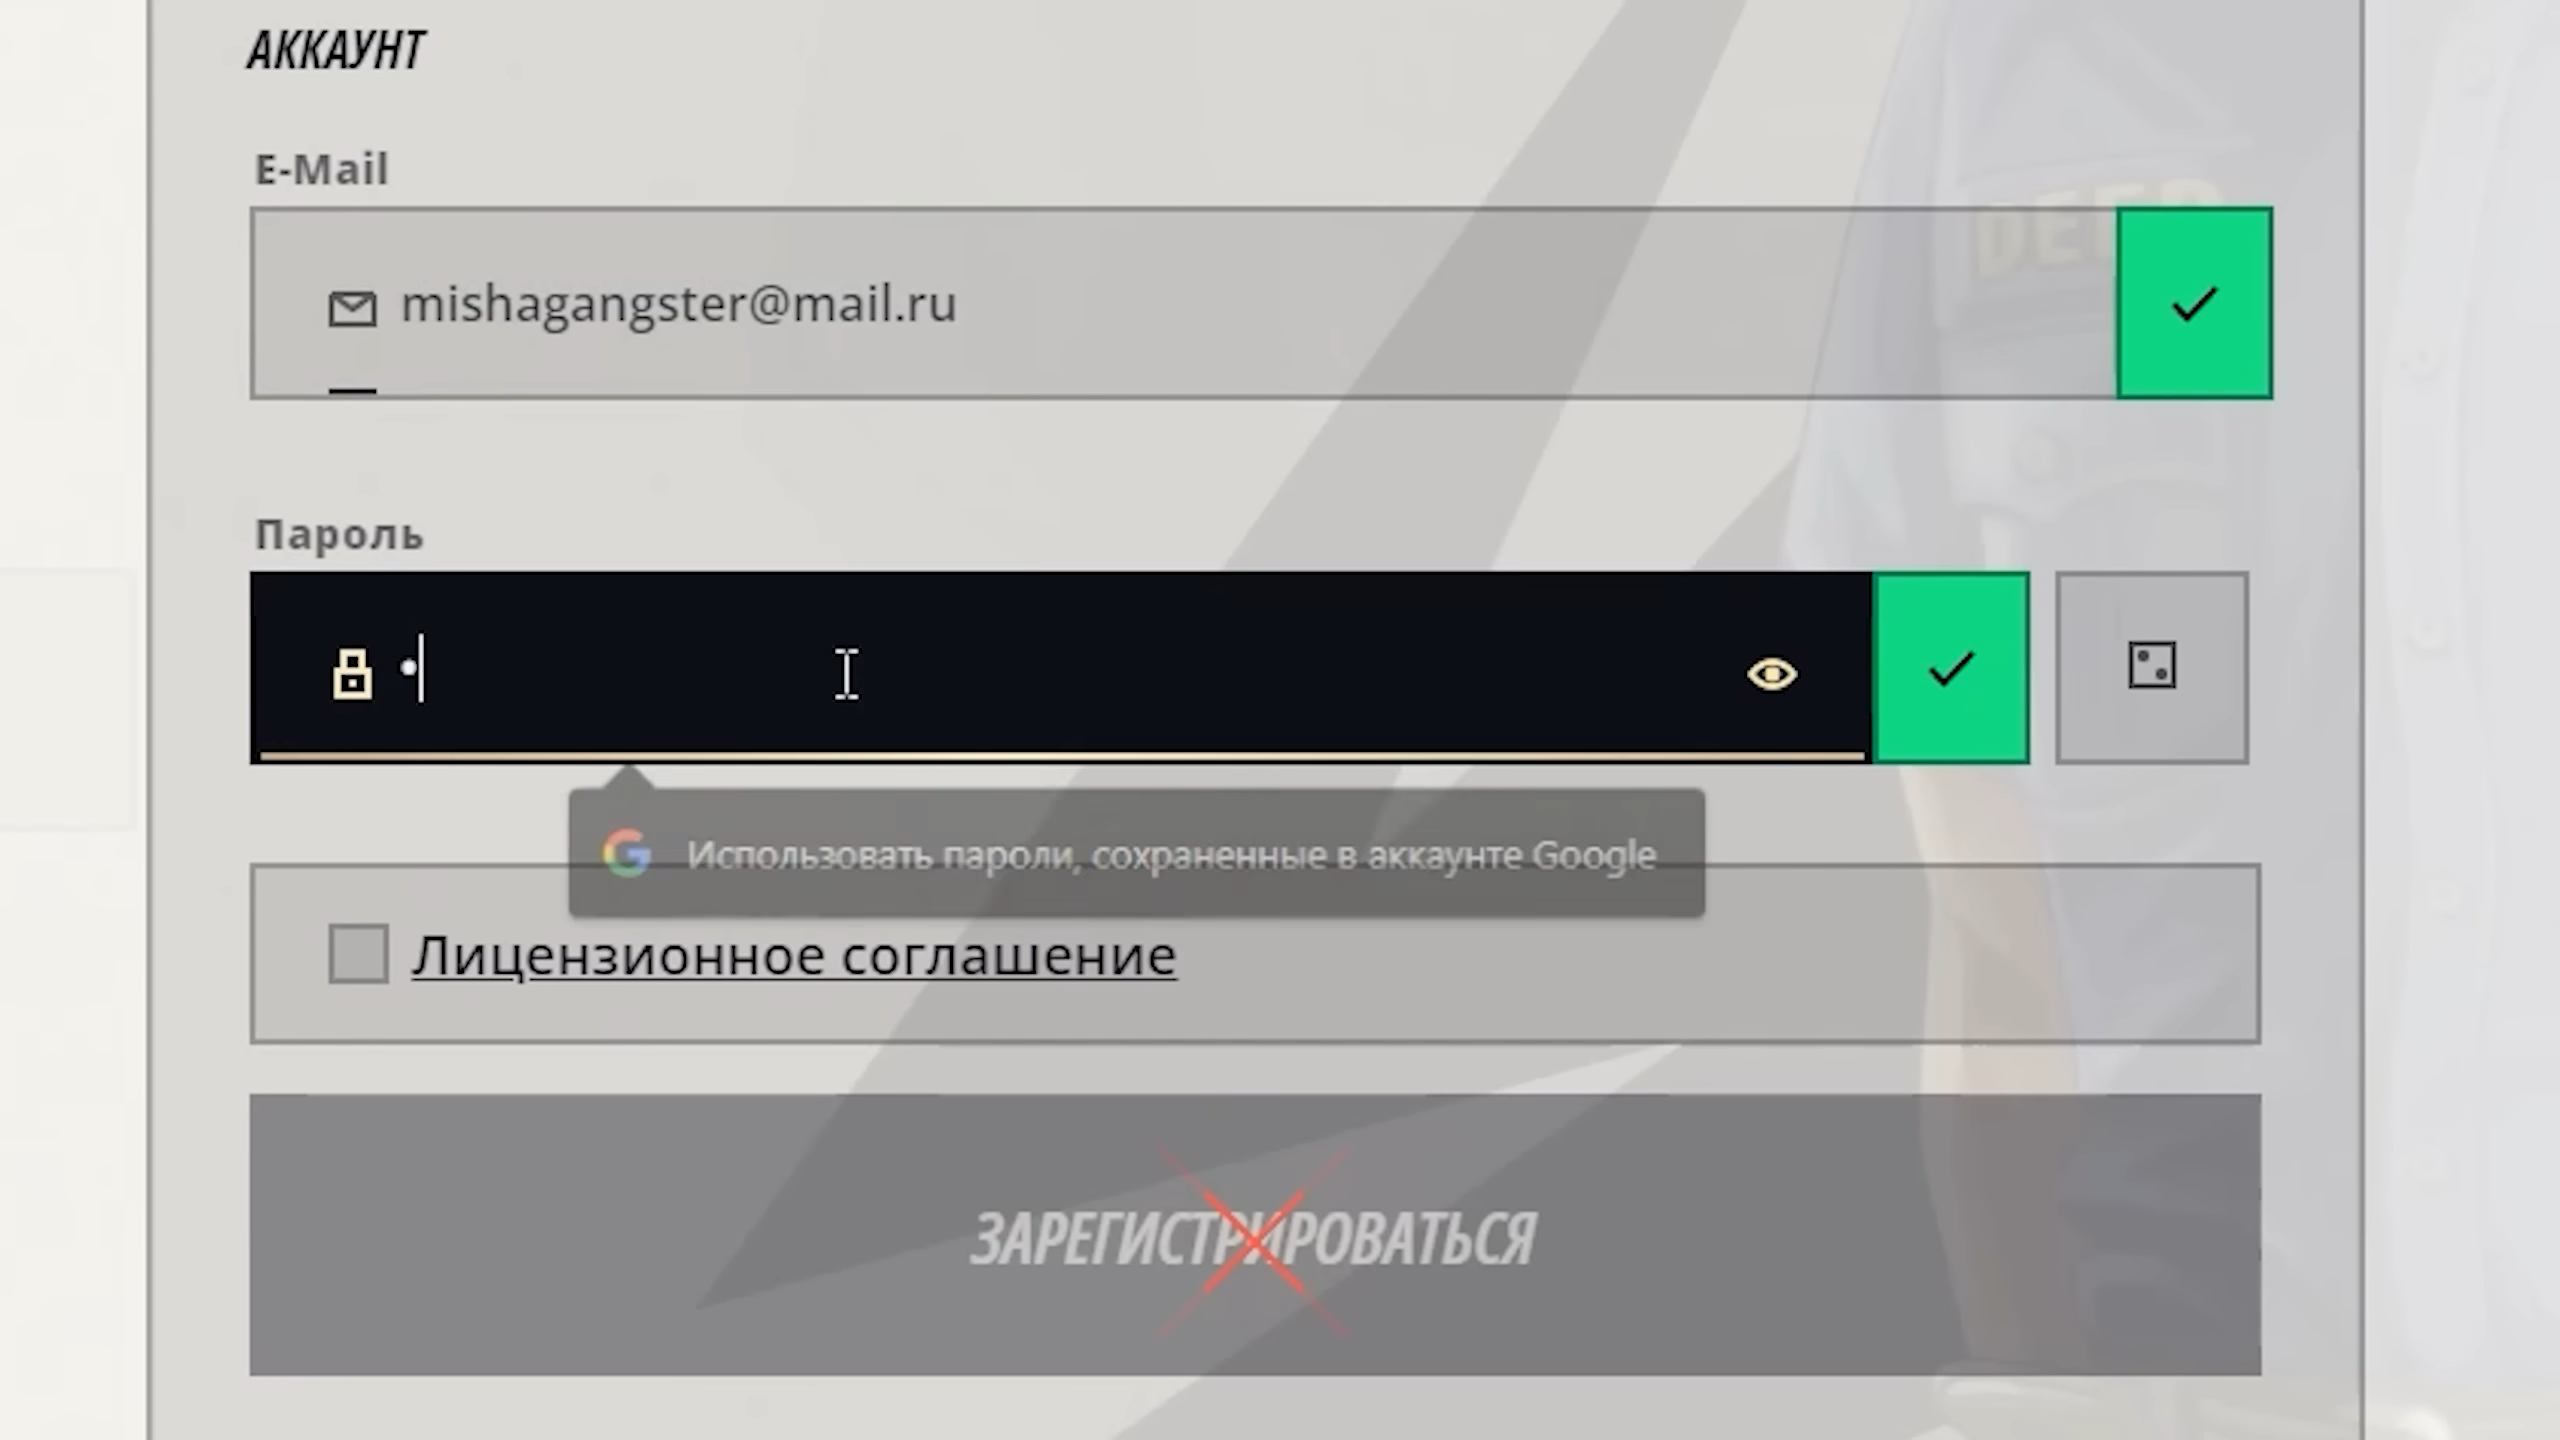 АККАУНТ
E-Mail
mishagangster@mail.ru
Пароль
Использовать пароли, сохраненные в аккаунте Google
Лицензионное соглашение
ЗАРЕГИСТРИРОВАТЬСЯ